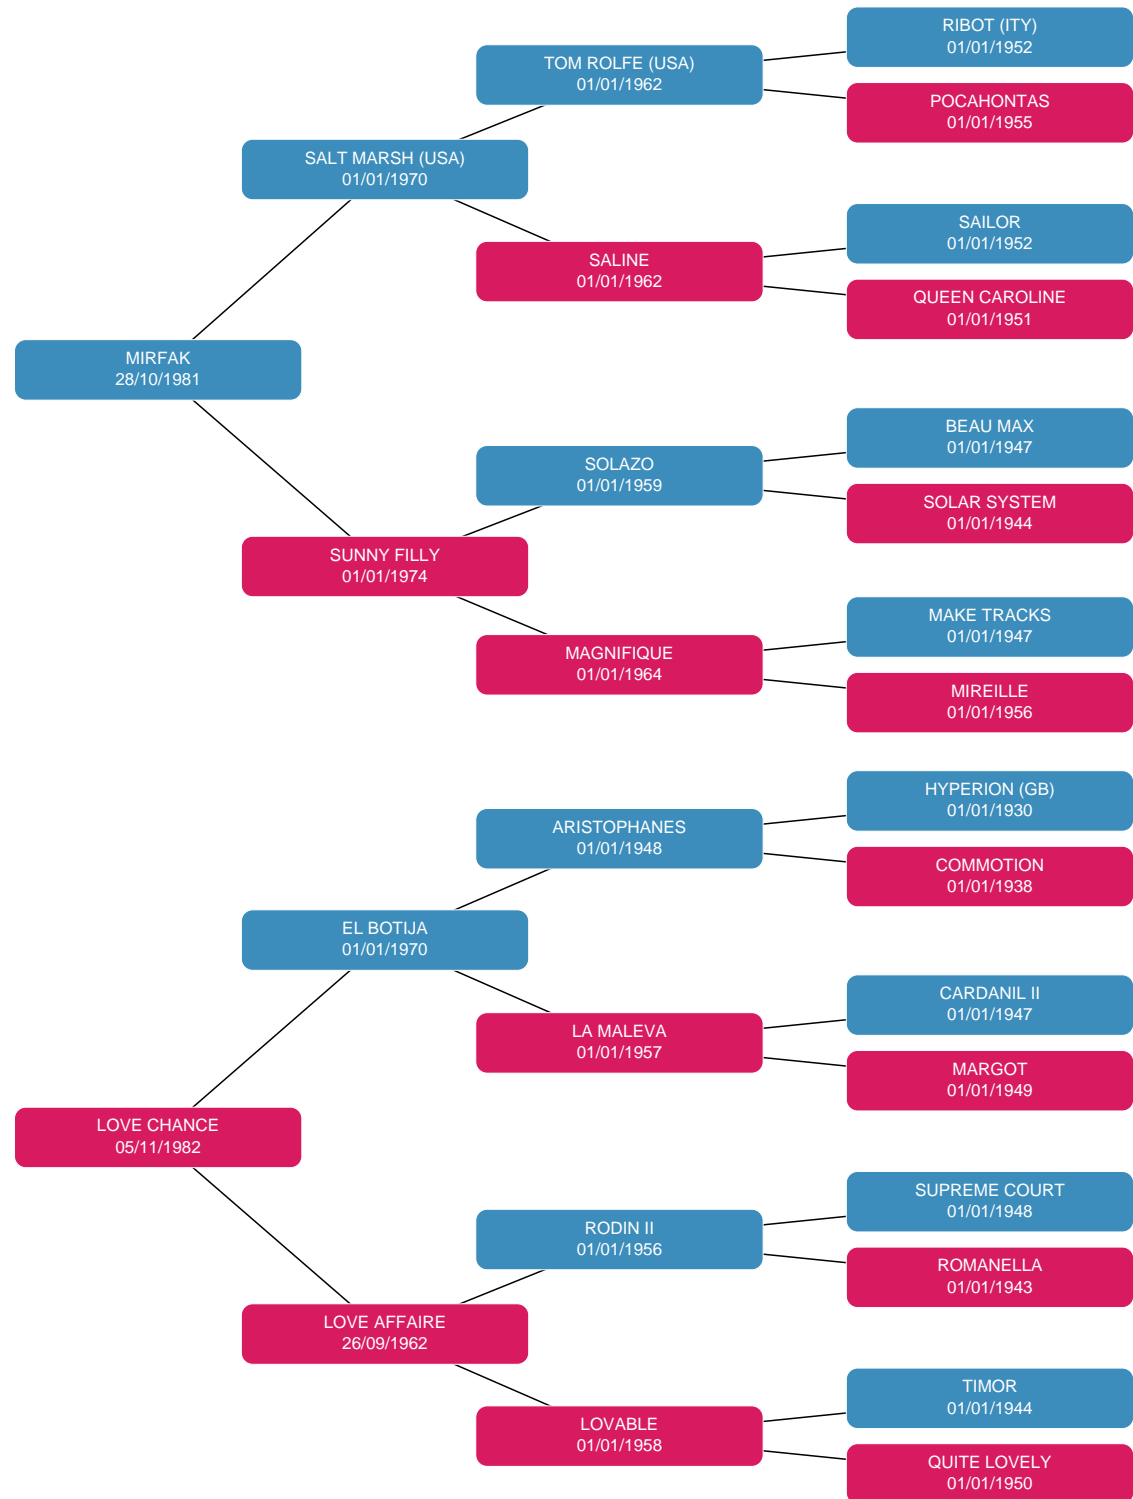 RIBOT (ITY)
01/01/1952
TOM ROLFE (USA)
01/01/1962
POCAHONTAS
01/01/1955
SALT MARSH (USA)
01/01/1970
SAILOR
01/01/1952
SALINE
01/01/1962
QUEEN CAROLINE
01/01/1951
MIRFAK
28/10/1981
BEAU MAX
01/01/1947
SOLAZO
01/01/1959
SOLAR SYSTEM
01/01/1944
SUNNY FILLY
01/01/1974
MAKE TRACKS
01/01/1947
MAGNIFIQUE
01/01/1964
MIREILLE
01/01/1956
HYPERION (GB)
01/01/1930
ARISTOPHANES
01/01/1948
COMMOTION
01/01/1938
EL BOTIJA
01/01/1970
CARDANIL II
01/01/1947
LA MALEVA
01/01/1957
MARGOT
01/01/1949
LOVE CHANCE
05/11/1982
SUPREME COURT
01/01/1948
RODIN II
01/01/1956
ROMANELLA
01/01/1943
LOVE AFFAIRE
26/09/1962
TIMOR
01/01/1944
LOVABLE
01/01/1958
QUITE LOVELY
01/01/1950